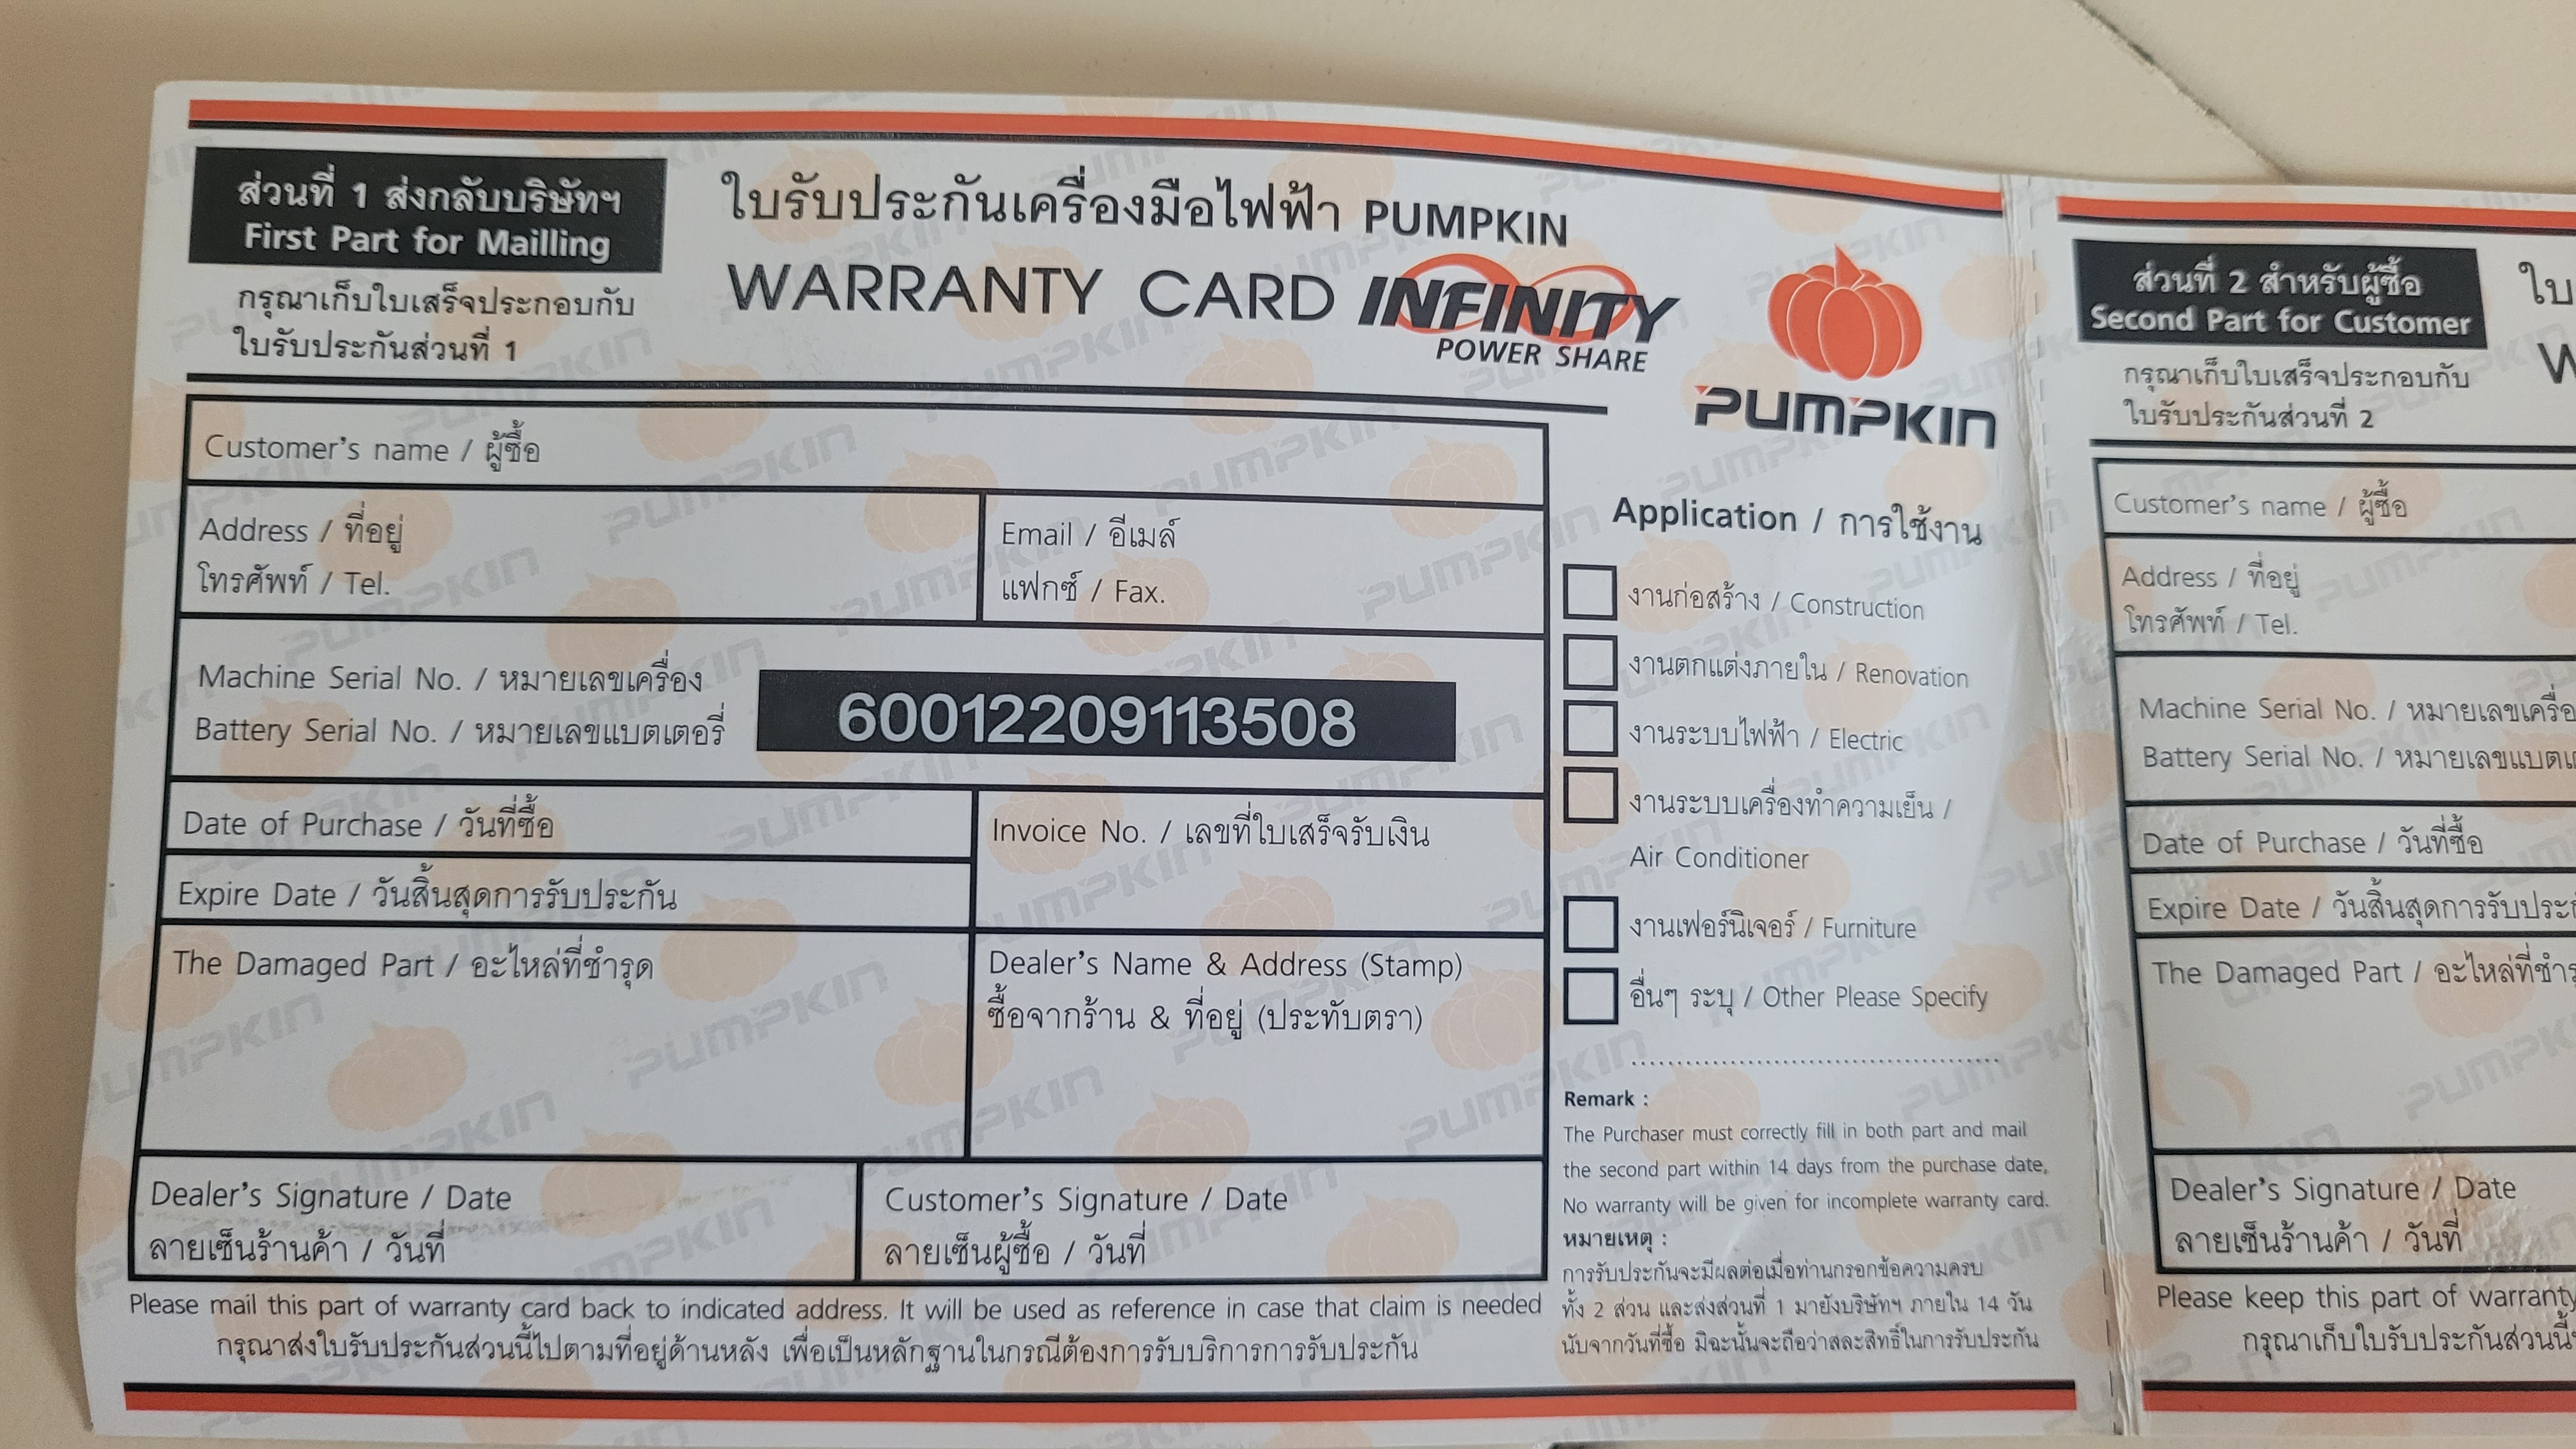 ส่วนที่ 1 ส่งกลับบริษัทฯ
First Part for Mailling
กรุณาเก็บใบเสร็จประกอบกับ
ใบรับประกันส่วนที่ 1
ใบรับประกันเครื่องมือไฟฟ้า PUMPKIN
WARRANTY CARD INFINITY
POWER SHARE
PUMPKIN
Customer's name / ผู้ซื้อ
Address / ที่อยู่
โทรศัพท์ / Tel.
Email / อีเมล์
แฟกซ์ / Fax.
Machine Serial No. / หมายเลขเครื่อง
Battery Serial No. / หมายเลขแบตเตอรี่
60012209113508
Date of Purchase / วันที่ซื้อ
Expire Date / วันสิ้นสุดการรับประกัน
Invoice No. / เลขที่ใบเสร็จรับเงิน
The Damaged Part / อะไหล่ที่ชำรุด
Dealer's Name & Address (Stamp)
ซื้อจากร้าน & ที่อยู่ (ประทับตรา)
Dealer's Signature / Date
ลายเซ็นร้านค้า / วันที่
Customer's Signature / Date
ลายเซ็นผู้ซื้อ / วันที่
Please mail this part of warranty card back to indicated address. It will be used as reference in case that claim is needed
กรุณาส่งใบรับประกันส่วนนี้ไปตามที่อยู่ด้านหลัง เพื่อเป็นหลักฐานในกรณีต้องการรับบริการการรับประกัน
Application / การใช้งาน
งานก่อสร้าง / Construction
งานตกแต่งภายใน / Renovation
งานระบบไฟฟ้า / Electric
งานระบบเครื่องทำความเย็น /
Air Conditioner
งานเฟอร์นิเจอร์ / Furniture
อื่นๆ ระบุ / Other Please Specify
Remark :
The Purchaser must correctly fill in both part and mail
the second part within 14 days from the purchase date,
No warranty will be given for incomplete warranty card.
หมายเหตุ :
การรับประกันจะมีผลต่อเมื่อท่านกรอกข้อความครบ
ทั้ง 2 ส่วน และส่งส่วนที่ 1 มายังบริษัทฯ ภายใน 14 วัน
นับจากวันที่ซื้อ มิฉะนั้นจะถือว่าสละสิทธิ์ในการรับประกัน
ส่วนที่ 2 สำหรับผู้ซื้อ
Second Part for Customer
กรุณาเก็บใบเสร็จประกอบกับ
ใบรับประกันส่วนที่ 2
Customer's name / ผู้ซื้อ
Address / ที่อยู่
โทรศัพท์ / Tel.
Machine Serial No. /
Battery Serial No. /
Date of Purchase / วันที่ซื้อ
Expire Date /
The Damaged Part /
Dealer's Signature / Date
ลายเซ็นร้านค้า / วันที่
Please keep this part of warranty
กรุณาเก็บใบรับประกันส่วนนี้